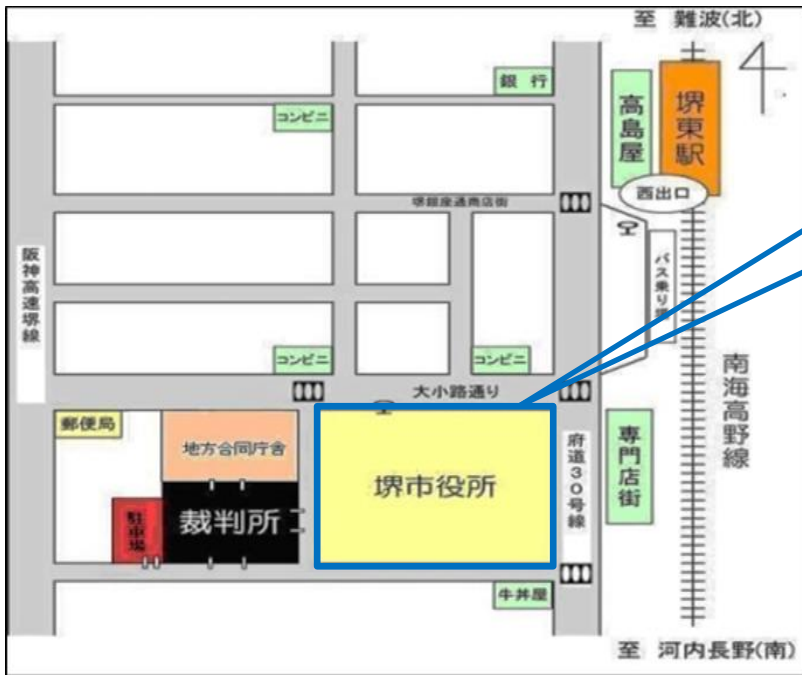 至 難波(北)
銀行
高島屋
堺東駅
コンビニ
西出口
堺銀座通商店街
バス乗り場
阪神高速堺線
コンビニ
コンビニ
大小路通り
南海高野線
郵便局
地方合同庁舎
堺市役所
府道30号線
専門店街
駐車場
裁判所
牛丼屋
至 河内長野(南)